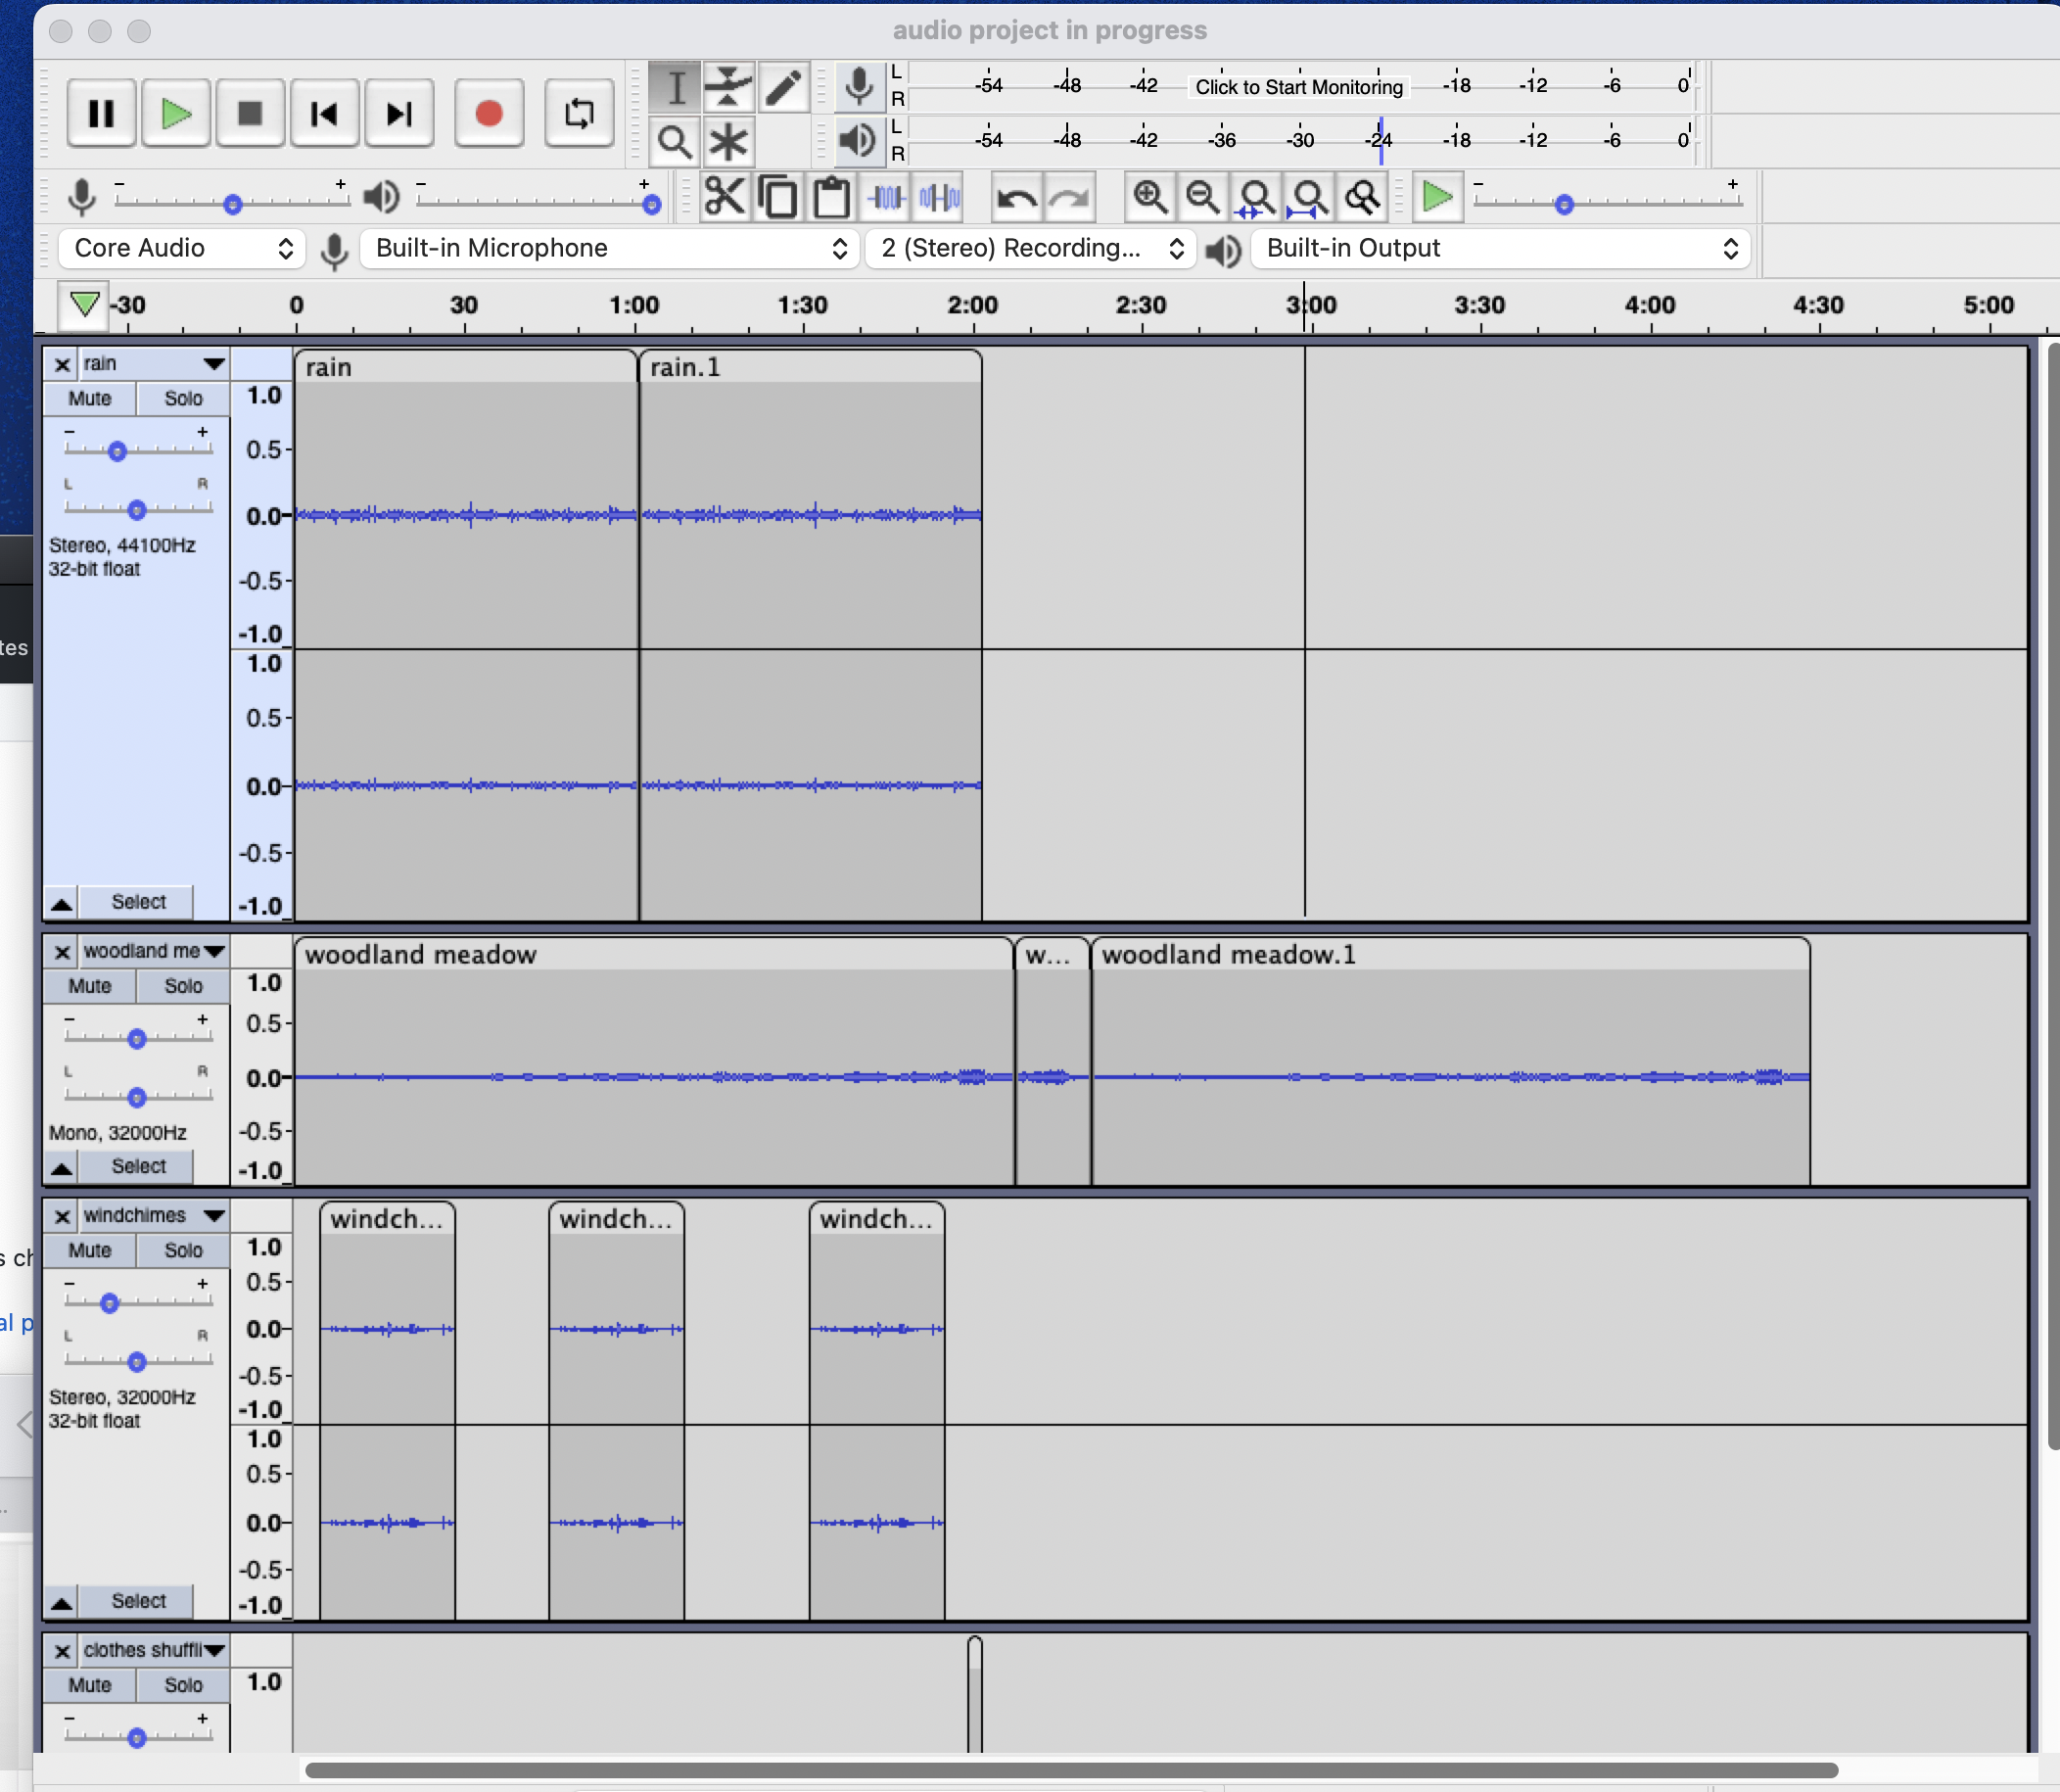 audio project in progress
L -54 -48 -42 Click to Start Monitoring -18 -12 -6 0
R
L -54 -48 -42 -36 -30 -24 -18 -12 -6 0
R
- + - + - +
Core Audio Built-in Microphone 2 (Stereo) Recording... Built-in Output
-30 0 30 1:00 1:30 2:00 2:30 3:00 3:30 4:00 4:30 5:00
rain rain rain.1
Mute Solo 1.0
- +
0.5
L R
0.0
Stereo, 44100Hz
32-bit float
-0.5
-1.0
tes
1.0
0.5
0.0
-0.5
Select -1.0
woodland me woodland meadow w... woodland meadow.1
Mute Solo 1.0
- + 0.5
L R 0.0
Mono, 32000Hz -0.5
Select -1.0
windchimes windch... windch... windch...
Mute Solo 1.0
s ch
- + 0.5
al p
L R 0.0
-0.5
Stereo, 32000Hz
-1.0
32-bit float
1.0
0.5
..
0.0
-0.5
Select -1.0
clothes shuffli
Mute Solo 1.0
- +